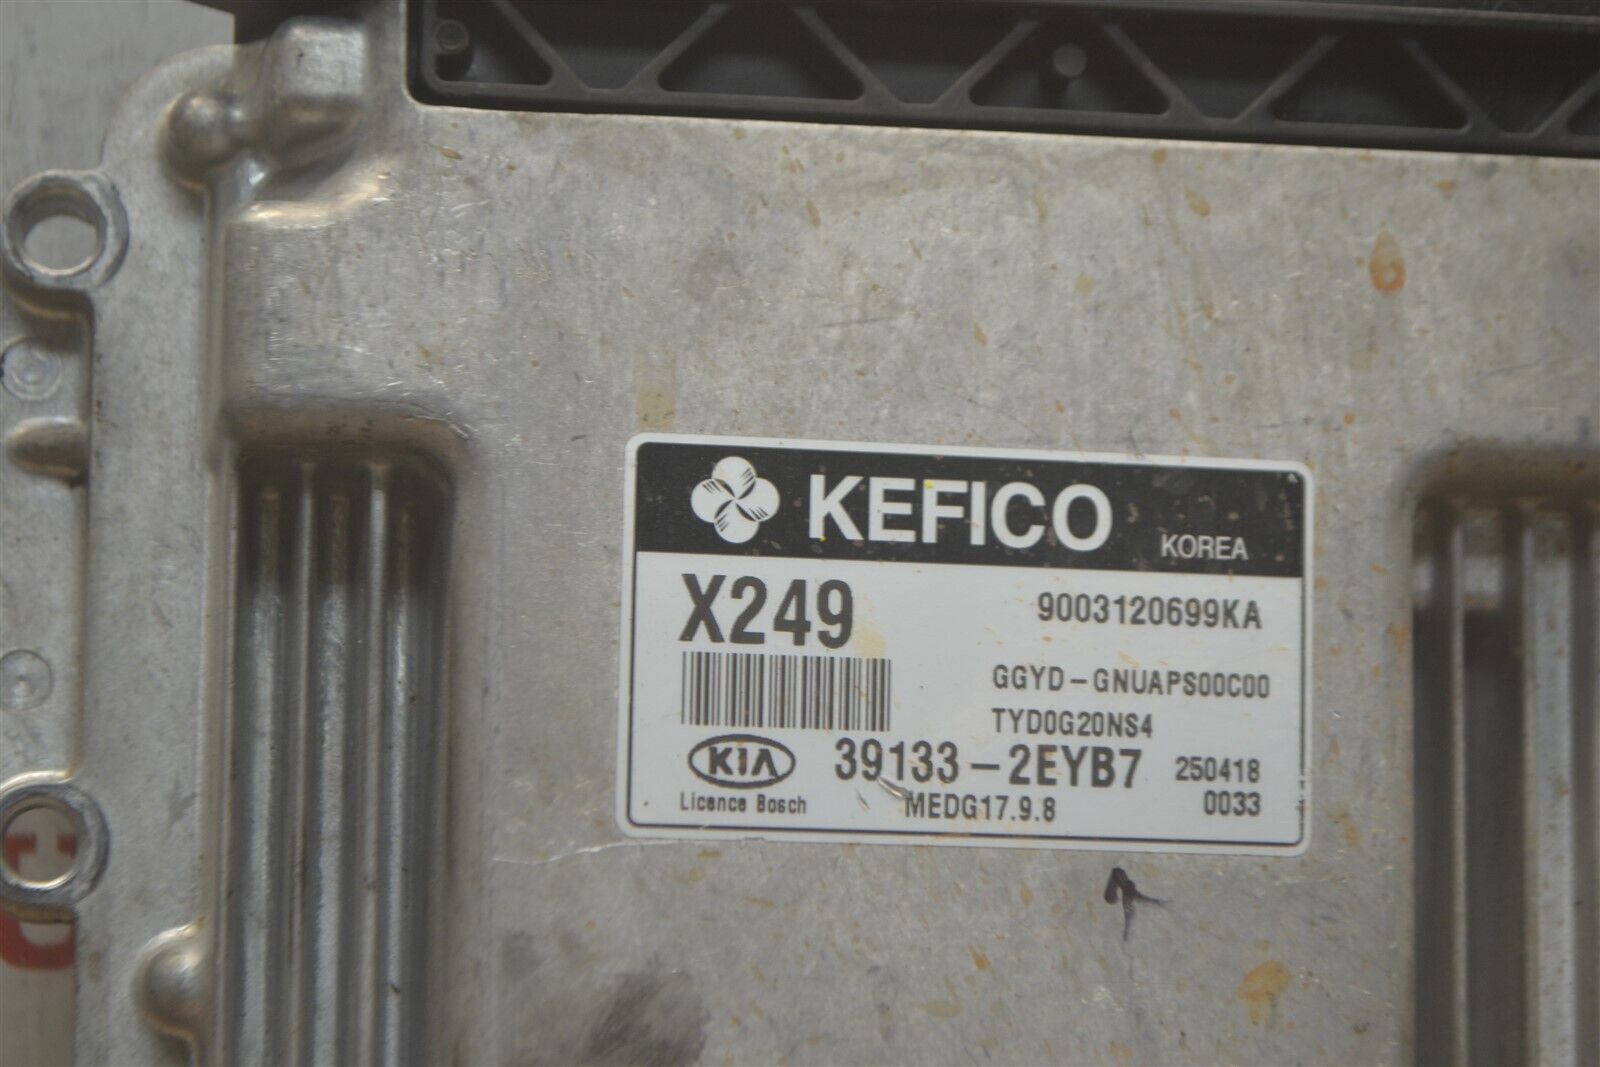 KEFICO KOREA
X249 9003120699KA
GGYD-GNUAPS00C00
TYD0G20NS4
KIA 39133-2EYB7 250418
Licence Bosch MEDG17.9.8 0033